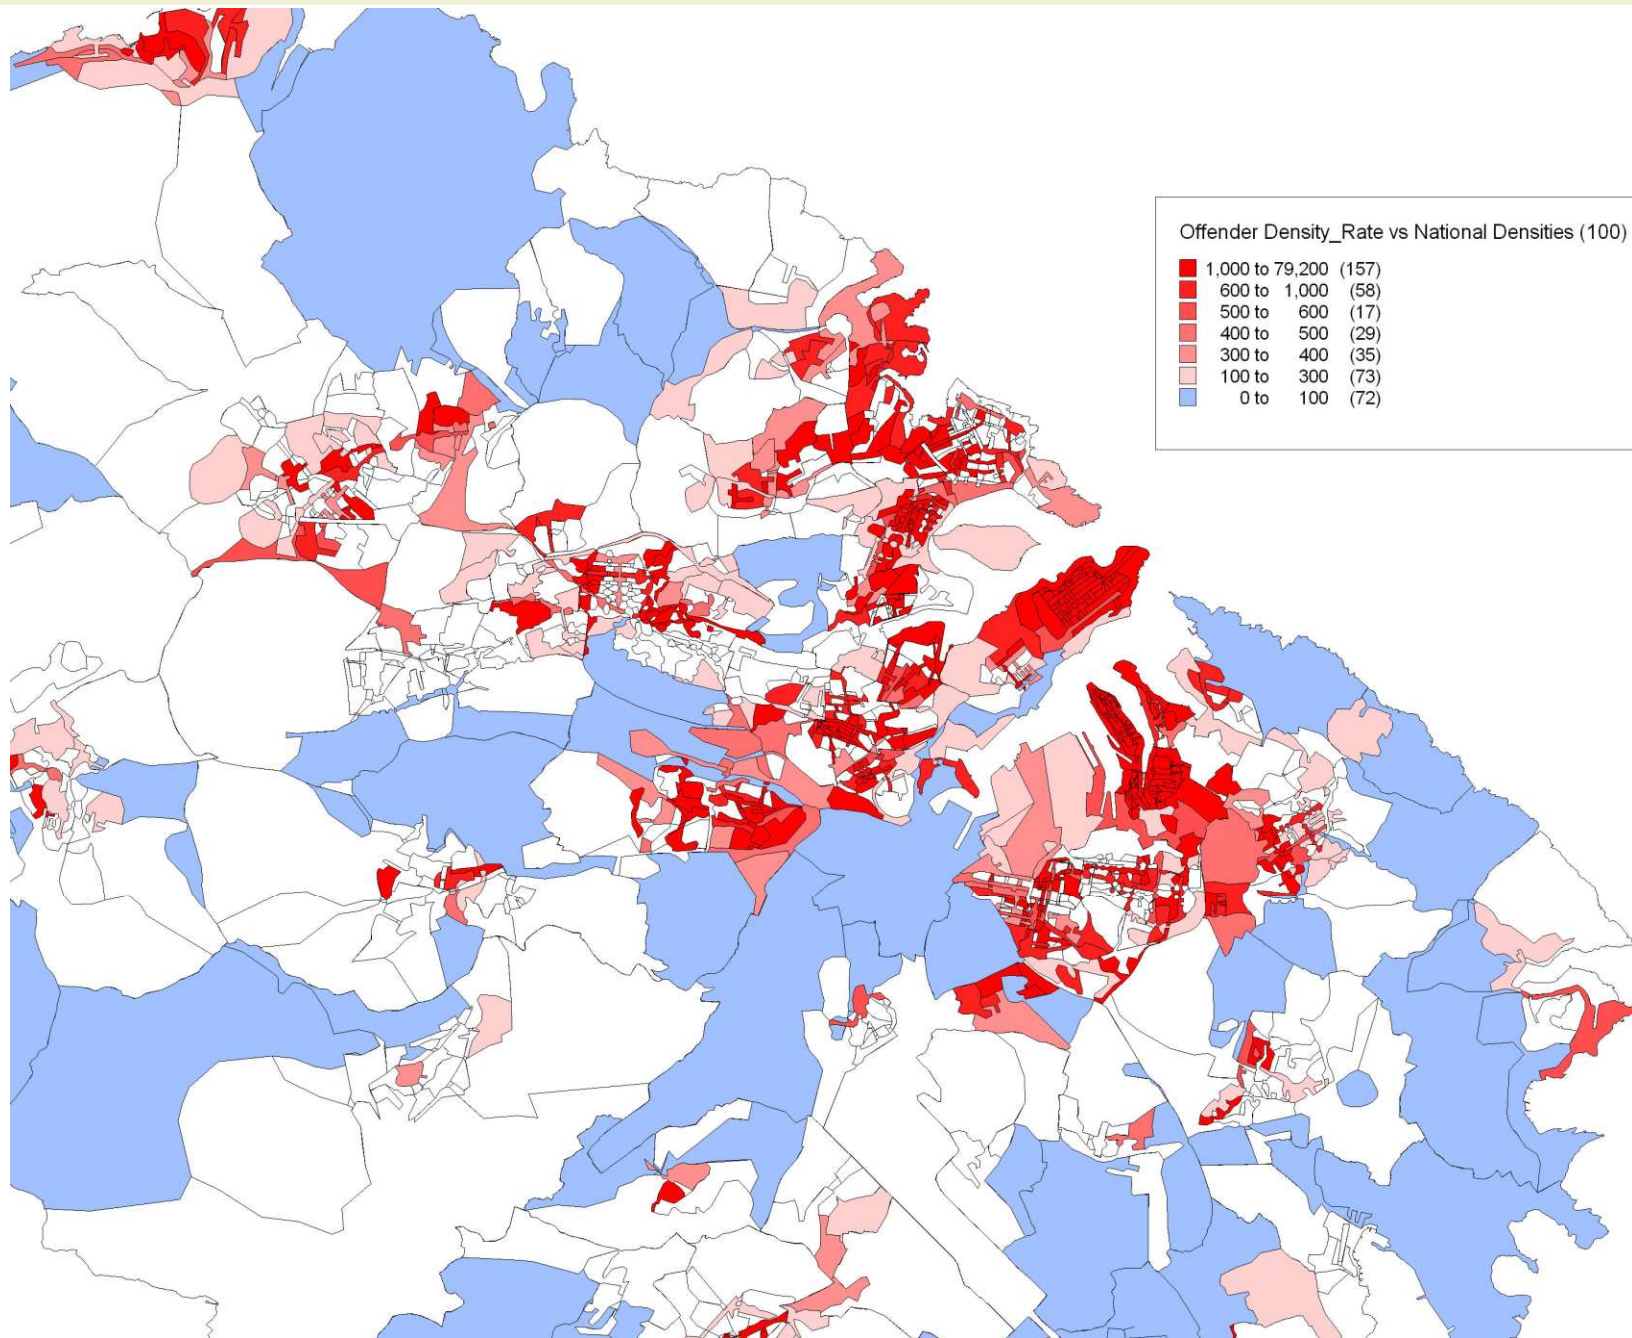 Offender Density_Rate vs National Densities (100)
1,000 to 79,200 (157)
600 to 1,000 (58)
500 to 600 (17)
400 to 500 (29)
300 to 400 (35)
100 to 300 (73)
0 to 100 (72)